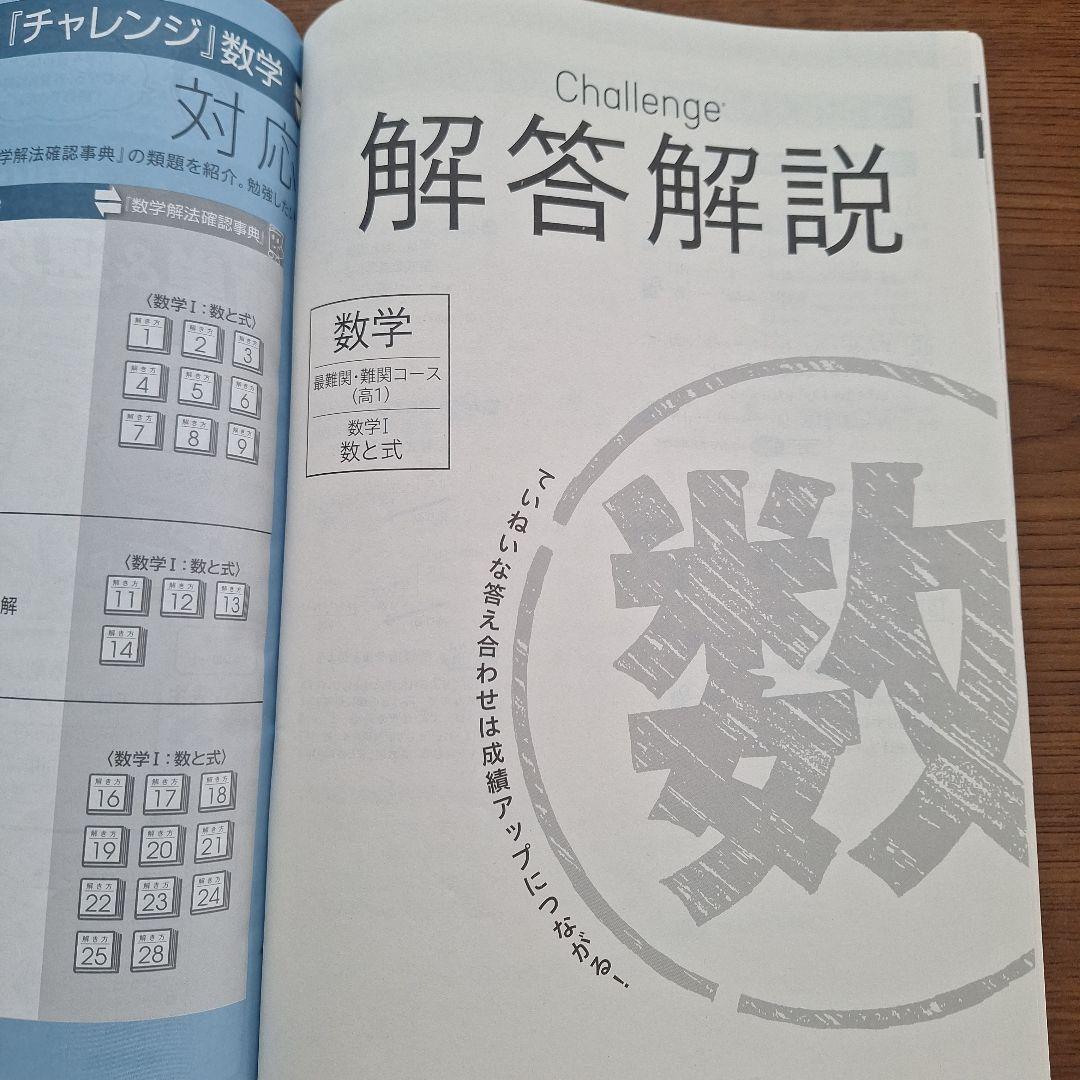 『チャレンジ』数学
対応
学解法確認事典』の類題を紹介。勉強したい
『数学解法確認事典』
〈数学Ⅰ:数と式〉
解き方 1
解き方 2
解き方 3
解き方 4
解き方 5
解き方 6
解き方 7
解き方 8
解き方 9
〈数学Ⅰ:数と式〉
解き方 11
解き方 12
解き方 13
解き方 14
解
〈数学Ⅰ:数と式〉
解き方 16
解き方 17
解き方 18
解き方 19
解き方 20
解き方 21
解き方 22
解き方 23
解き方 24
解き方 25
解き方 28
Challenge
解答解説
数学
最難関・難関コース
(高1)
数学Ⅰ
数と式
ていねいな答え合わせは成績アップにつながる!
数